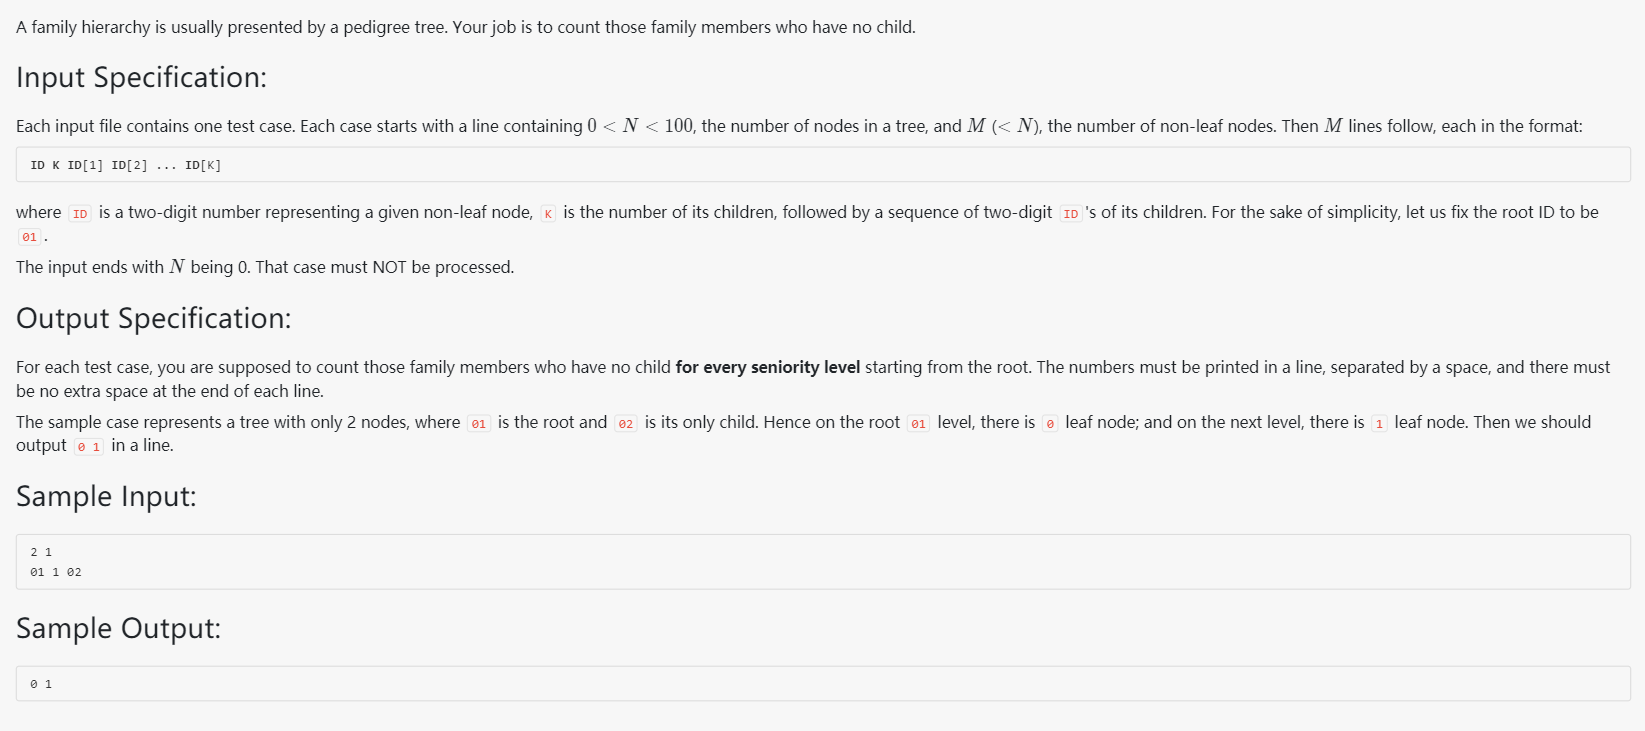 A family hierarchy is usually presented by a pedigree tree. Your job is to count those family members who have no child.
Input Specification:
Each input file contains one test case. Each case starts with a line containing 0 < N < 100, the number of nodes in a tree, and M (< N), the number of non-leaf nodes. Then M lines follow, each in the format:
ID K ID[1] ID[2] ... ID[K]
where ID is a two-digit number representing a given non-leaf node, K is the number of its children, followed by a sequence of two-digit ID 's of its children. For the sake of simplicity, let us fix the root ID to be
01 .
The input ends with N being 0. That case must NOT be processed.
Output Specification:
For each test case, you are supposed to count those family members who have no child for every seniority level starting from the root. The numbers must be printed in a line, separated by a space, and there must
be no extra space at the end of each line.
The sample case represents a tree with only 2 nodes, where 01 is the root and 02 is its only child. Hence on the root 01 level, there is 0 leaf node; and on the next level, there is 1 leaf node. Then we should
output 0 1 in a line.
Sample Input:
2 1
01 1 02
Sample Output:
0 1